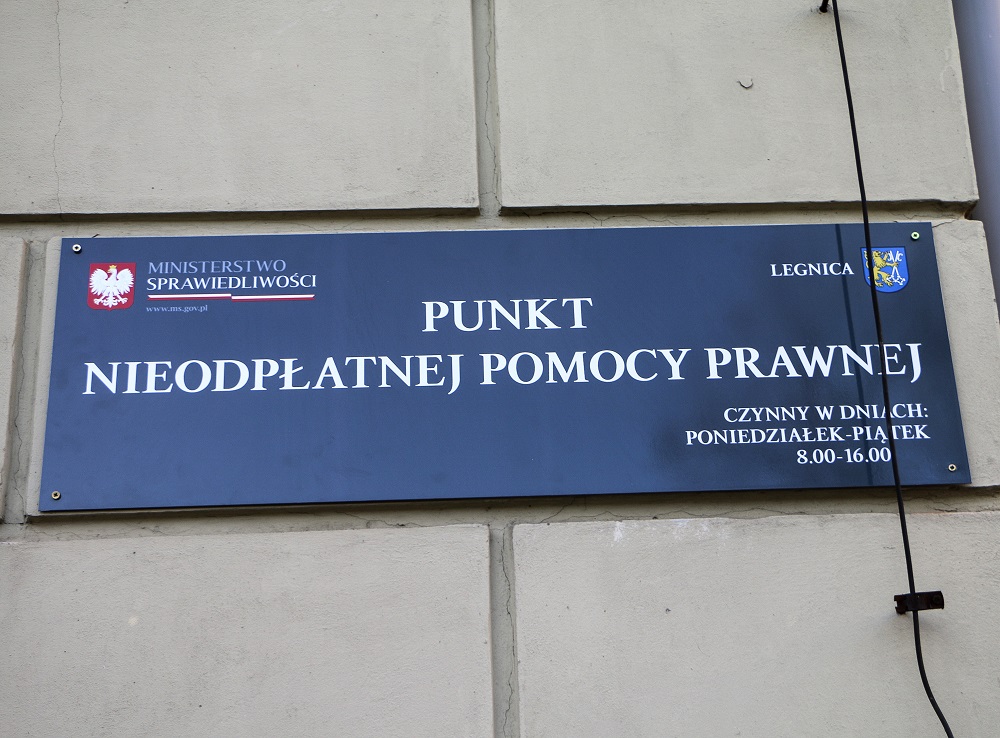 MINISTERSTWO
SPRAWIEDLIWOŚCI
www.ms.gov.pl
LEGNICA
PUNKT
NIEODPŁATNEJ POMOCY PRAWNEJ
CZYNNY W DNIACH:
PONIEDZIAŁEK-PIĄTEK
8.00-16.00